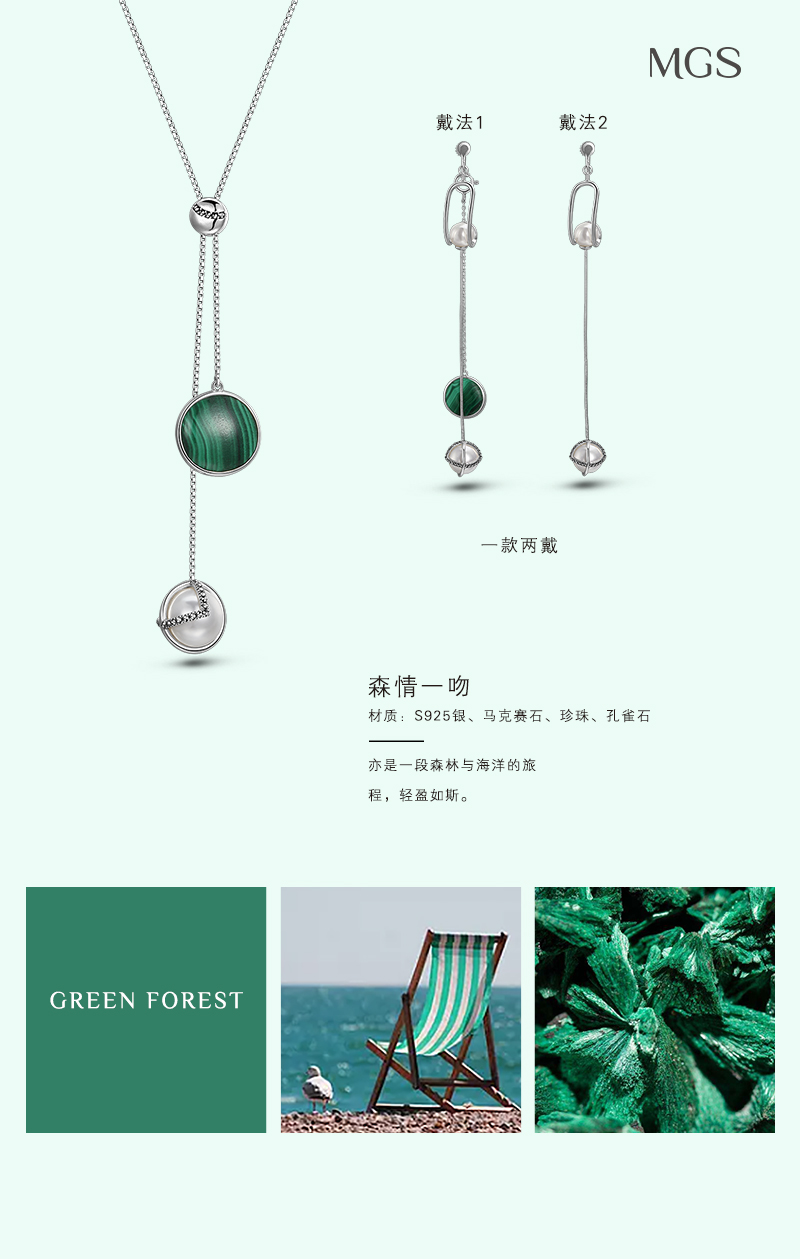 MGS
戴法1
戴法2
一款两戴
森情一吻
材质：S925银、马克赛石、珍珠、孔雀石
亦是一段森林与海洋的旅
程，轻盈如斯。
GREEN FOREST